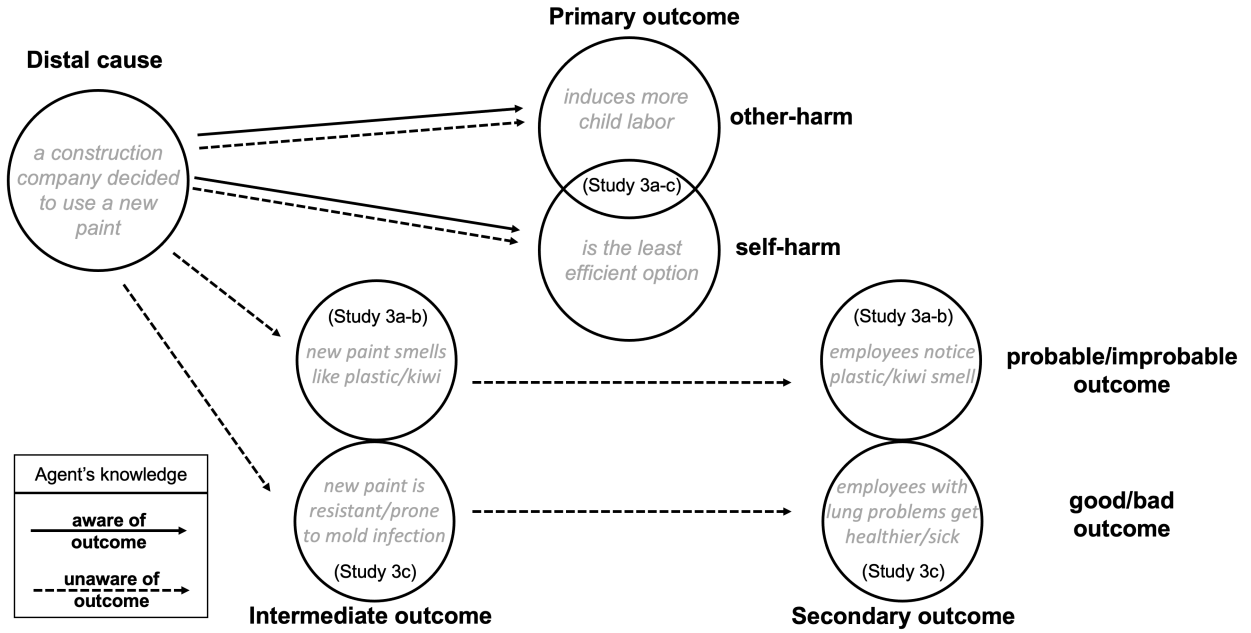 Primary outcome
Distal cause
induces more
child labor
other-harm
a construction
company decided
to use a new
paint
(Study 3a-c)
is the least
efficient option
self-harm
(Study 3a-b)
new paint smells
like plastic/kiwi
(Study 3a-b)
employees notice
plastic/kiwi smell
probable/improbable
outcome
Agent's knowledge
aware of
outcome
unaware of
outcome
new paint is
resistant/prone
to mold infection
(Study 3c)
employees with
lung problems get
healthier/sick
(Study 3c)
good/bad
outcome
Intermediate outcome
Secondary outcome